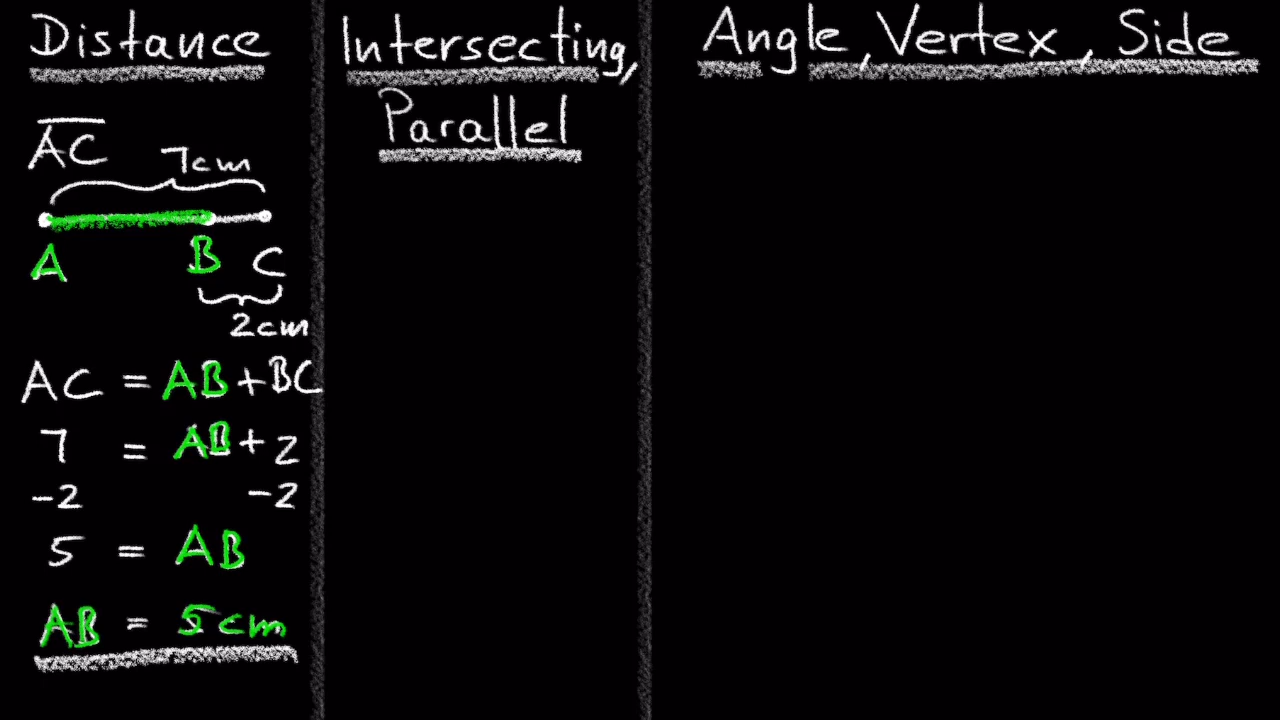 Distance
AC
7cm
A B C
2cm
AC = AB + BC
7 = AB + 2
-2 -2
5 = AB
AB = 5cm
Intersecting,
Parallel
Angle, Vertex, Side